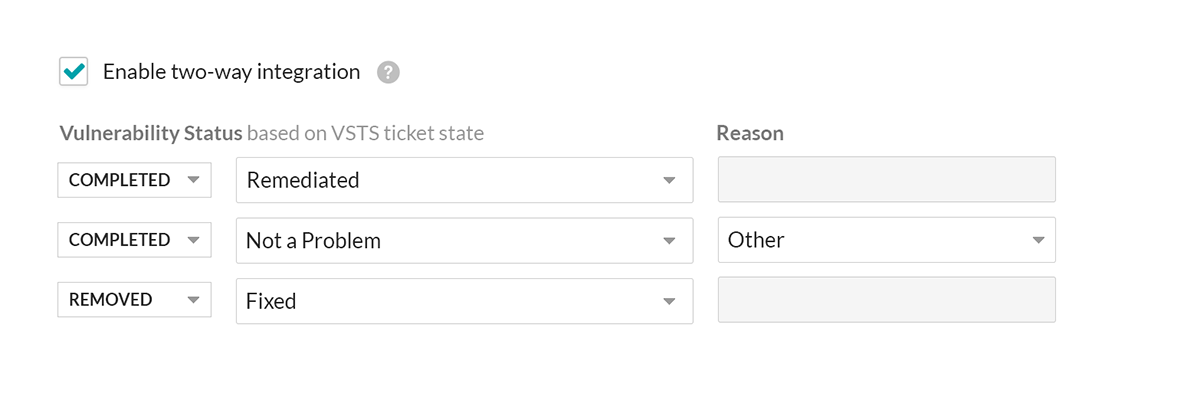 Enable two-way integration ?
Vulnerability Status based on VSTS ticket state Reason
COMPLETED Remediated
COMPLETED Not a Problem Other
REMOVED Fixed